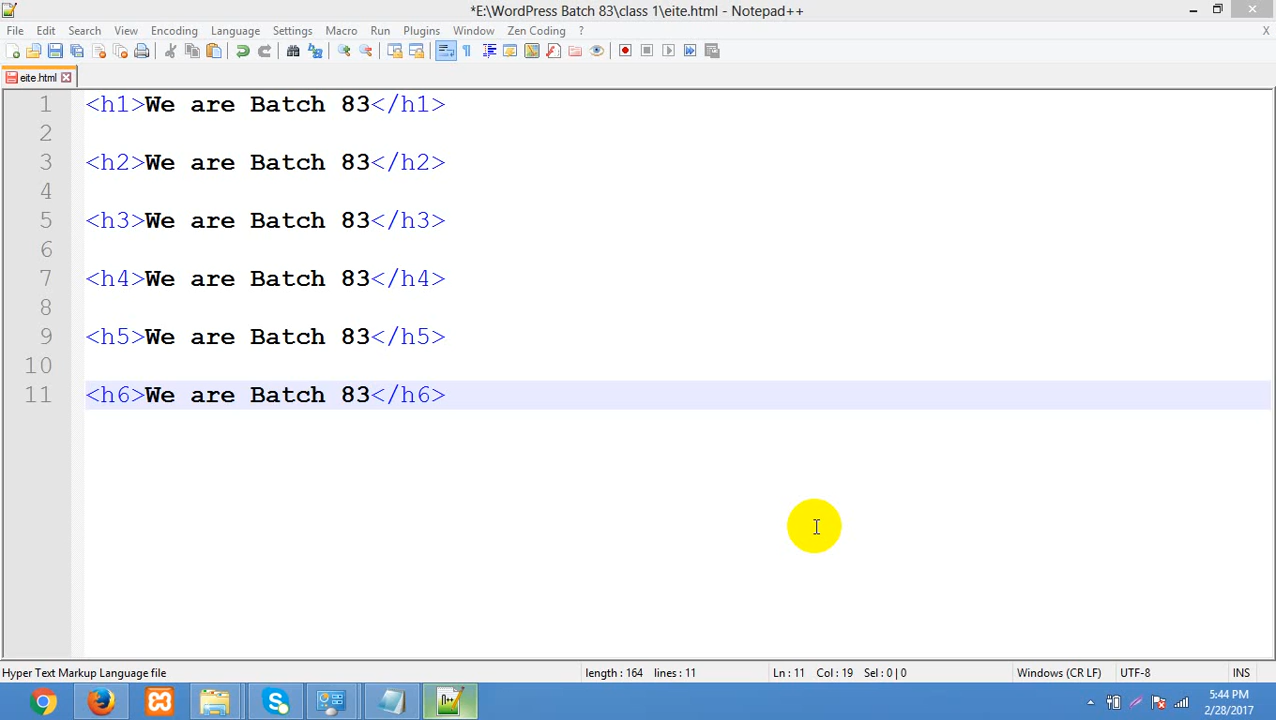 *E:\WordPress Batch 83\class 1\eite.html - Notepad++
File Edit Search View Encoding Language Settings Macro Run Plugins Window Zen Coding ? X
eite.html
1 <h1>We are Batch 83</h1>
2
3 <h2>We are Batch 83</h2>
4
5 <h3>We are Batch 83</h3>
6
7 <h4>We are Batch 83</h4>
8
9 <h5>We are Batch 83</h5>
10
11 <h6>We are Batch 83</h6>
Hyper Text Markup Language file length : 164 lines : 11 Ln : 11 Col : 19 Sel : 0 | 0 Windows (CR LF) UTF-8 INS
5:44 PM
2/28/2017